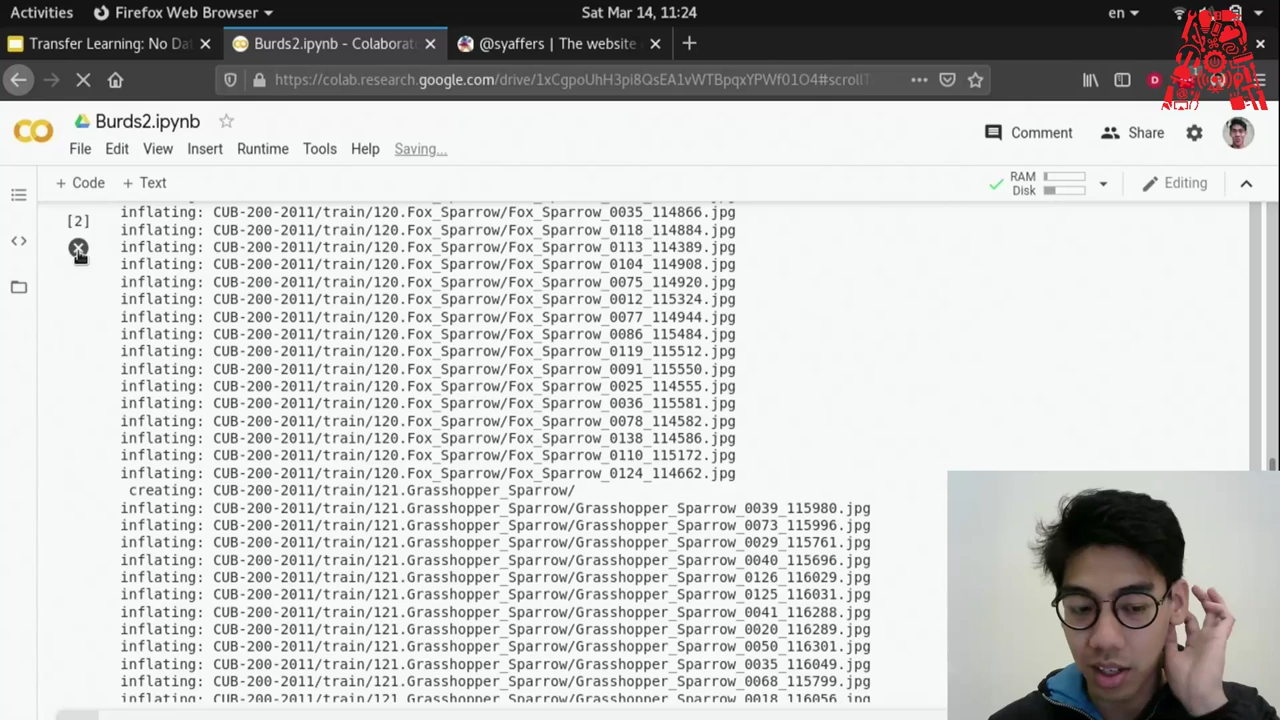 Activities Firefox Web Browser Sat Mar 14, 11:24 en
Transfer Learning: No Da Burds2.ipynb - Colaborat @syaffers | The website
https://colab.research.google.com/drive/1xCgpoUhH3pi8QsEA1vWTBpqxYPWf01O4#scrollT
Burds2.ipynb
Comment Share
File Edit View Insert Runtime Tools Help Saving...
+ Code + Text RAM Disk Editing
[2]
inflating: CUB-200-2011/train/120.Fox_Sparrow/Fox_Sparrow_0035_114866.jpg
inflating: CUB-200-2011/train/120.Fox_Sparrow/Fox_Sparrow_0118_114884.jpg
inflating: CUB-200-2011/train/120.Fox_Sparrow/Fox_Sparrow_0113_114389.jpg
inflating: CUB-200-2011/train/120.Fox_Sparrow/Fox_Sparrow_0104_114908.jpg
inflating: CUB-200-2011/train/120.Fox_Sparrow/Fox_Sparrow_0075_114920.jpg
inflating: CUB-200-2011/train/120.Fox_Sparrow/Fox_Sparrow_0012_115324.jpg
inflating: CUB-200-2011/train/120.Fox_Sparrow/Fox_Sparrow_0077_114944.jpg
inflating: CUB-200-2011/train/120.Fox_Sparrow/Fox_Sparrow_0086_115484.jpg
inflating: CUB-200-2011/train/120.Fox_Sparrow/Fox_Sparrow_0119_115512.jpg
inflating: CUB-200-2011/train/120.Fox_Sparrow/Fox_Sparrow_0091_115550.jpg
inflating: CUB-200-2011/train/120.Fox_Sparrow/Fox_Sparrow_0025_114555.jpg
inflating: CUB-200-2011/train/120.Fox_Sparrow/Fox_Sparrow_0036_115581.jpg
inflating: CUB-200-2011/train/120.Fox_Sparrow/Fox_Sparrow_0078_114582.jpg
inflating: CUB-200-2011/train/120.Fox_Sparrow/Fox_Sparrow_0138_114586.jpg
inflating: CUB-200-2011/train/120.Fox_Sparrow/Fox_Sparrow_0110_115172.jpg
inflating: CUB-200-2011/train/120.Fox_Sparrow/Fox_Sparrow_0124_114662.jpg
creating: CUB-200-2011/train/121.Grasshopper_Sparrow/
inflating: CUB-200-2011/train/121.Grasshopper_Sparrow/Grasshopper_Sparrow_0039_115980.jpg
inflating: CUB-200-2011/train/121.Grasshopper_Sparrow/Grasshopper_Sparrow_0073_115996.jpg
inflating: CUB-200-2011/train/121.Grasshopper_Sparrow/Grasshopper_Sparrow_0029_115761.jpg
inflating: CUB-200-2011/train/121.Grasshopper_Sparrow/Grasshopper_Sparrow_0040_115696.jpg
inflating: CUB-200-2011/train/121.Grasshopper_Sparrow/Grasshopper_Sparrow_0126_116029.jpg
inflating: CUB-200-2011/train/121.Grasshopper_Sparrow/Grasshopper_Sparrow_0125_116031.jpg
inflating: CUB-200-2011/train/121.Grasshopper_Sparrow/Grasshopper_Sparrow_0041_116288.jpg
inflating: CUB-200-2011/train/121.Grasshopper_Sparrow/Grasshopper_Sparrow_0020_116289.jpg
inflating: CUB-200-2011/train/121.Grasshopper_Sparrow/Grasshopper_Sparrow_0050_116301.jpg
inflating: CUB-200-2011/train/121.Grasshopper_Sparrow/Grasshopper_Sparrow_0035_116049.jpg
inflating: CUB-200-2011/train/121.Grasshopper_Sparrow/Grasshopper_Sparrow_0068_115799.jpg
inflating: CUB-200-2011/train/121.Grasshopper_Sparrow/Grasshopper_Sparrow_0018_116056.jpg